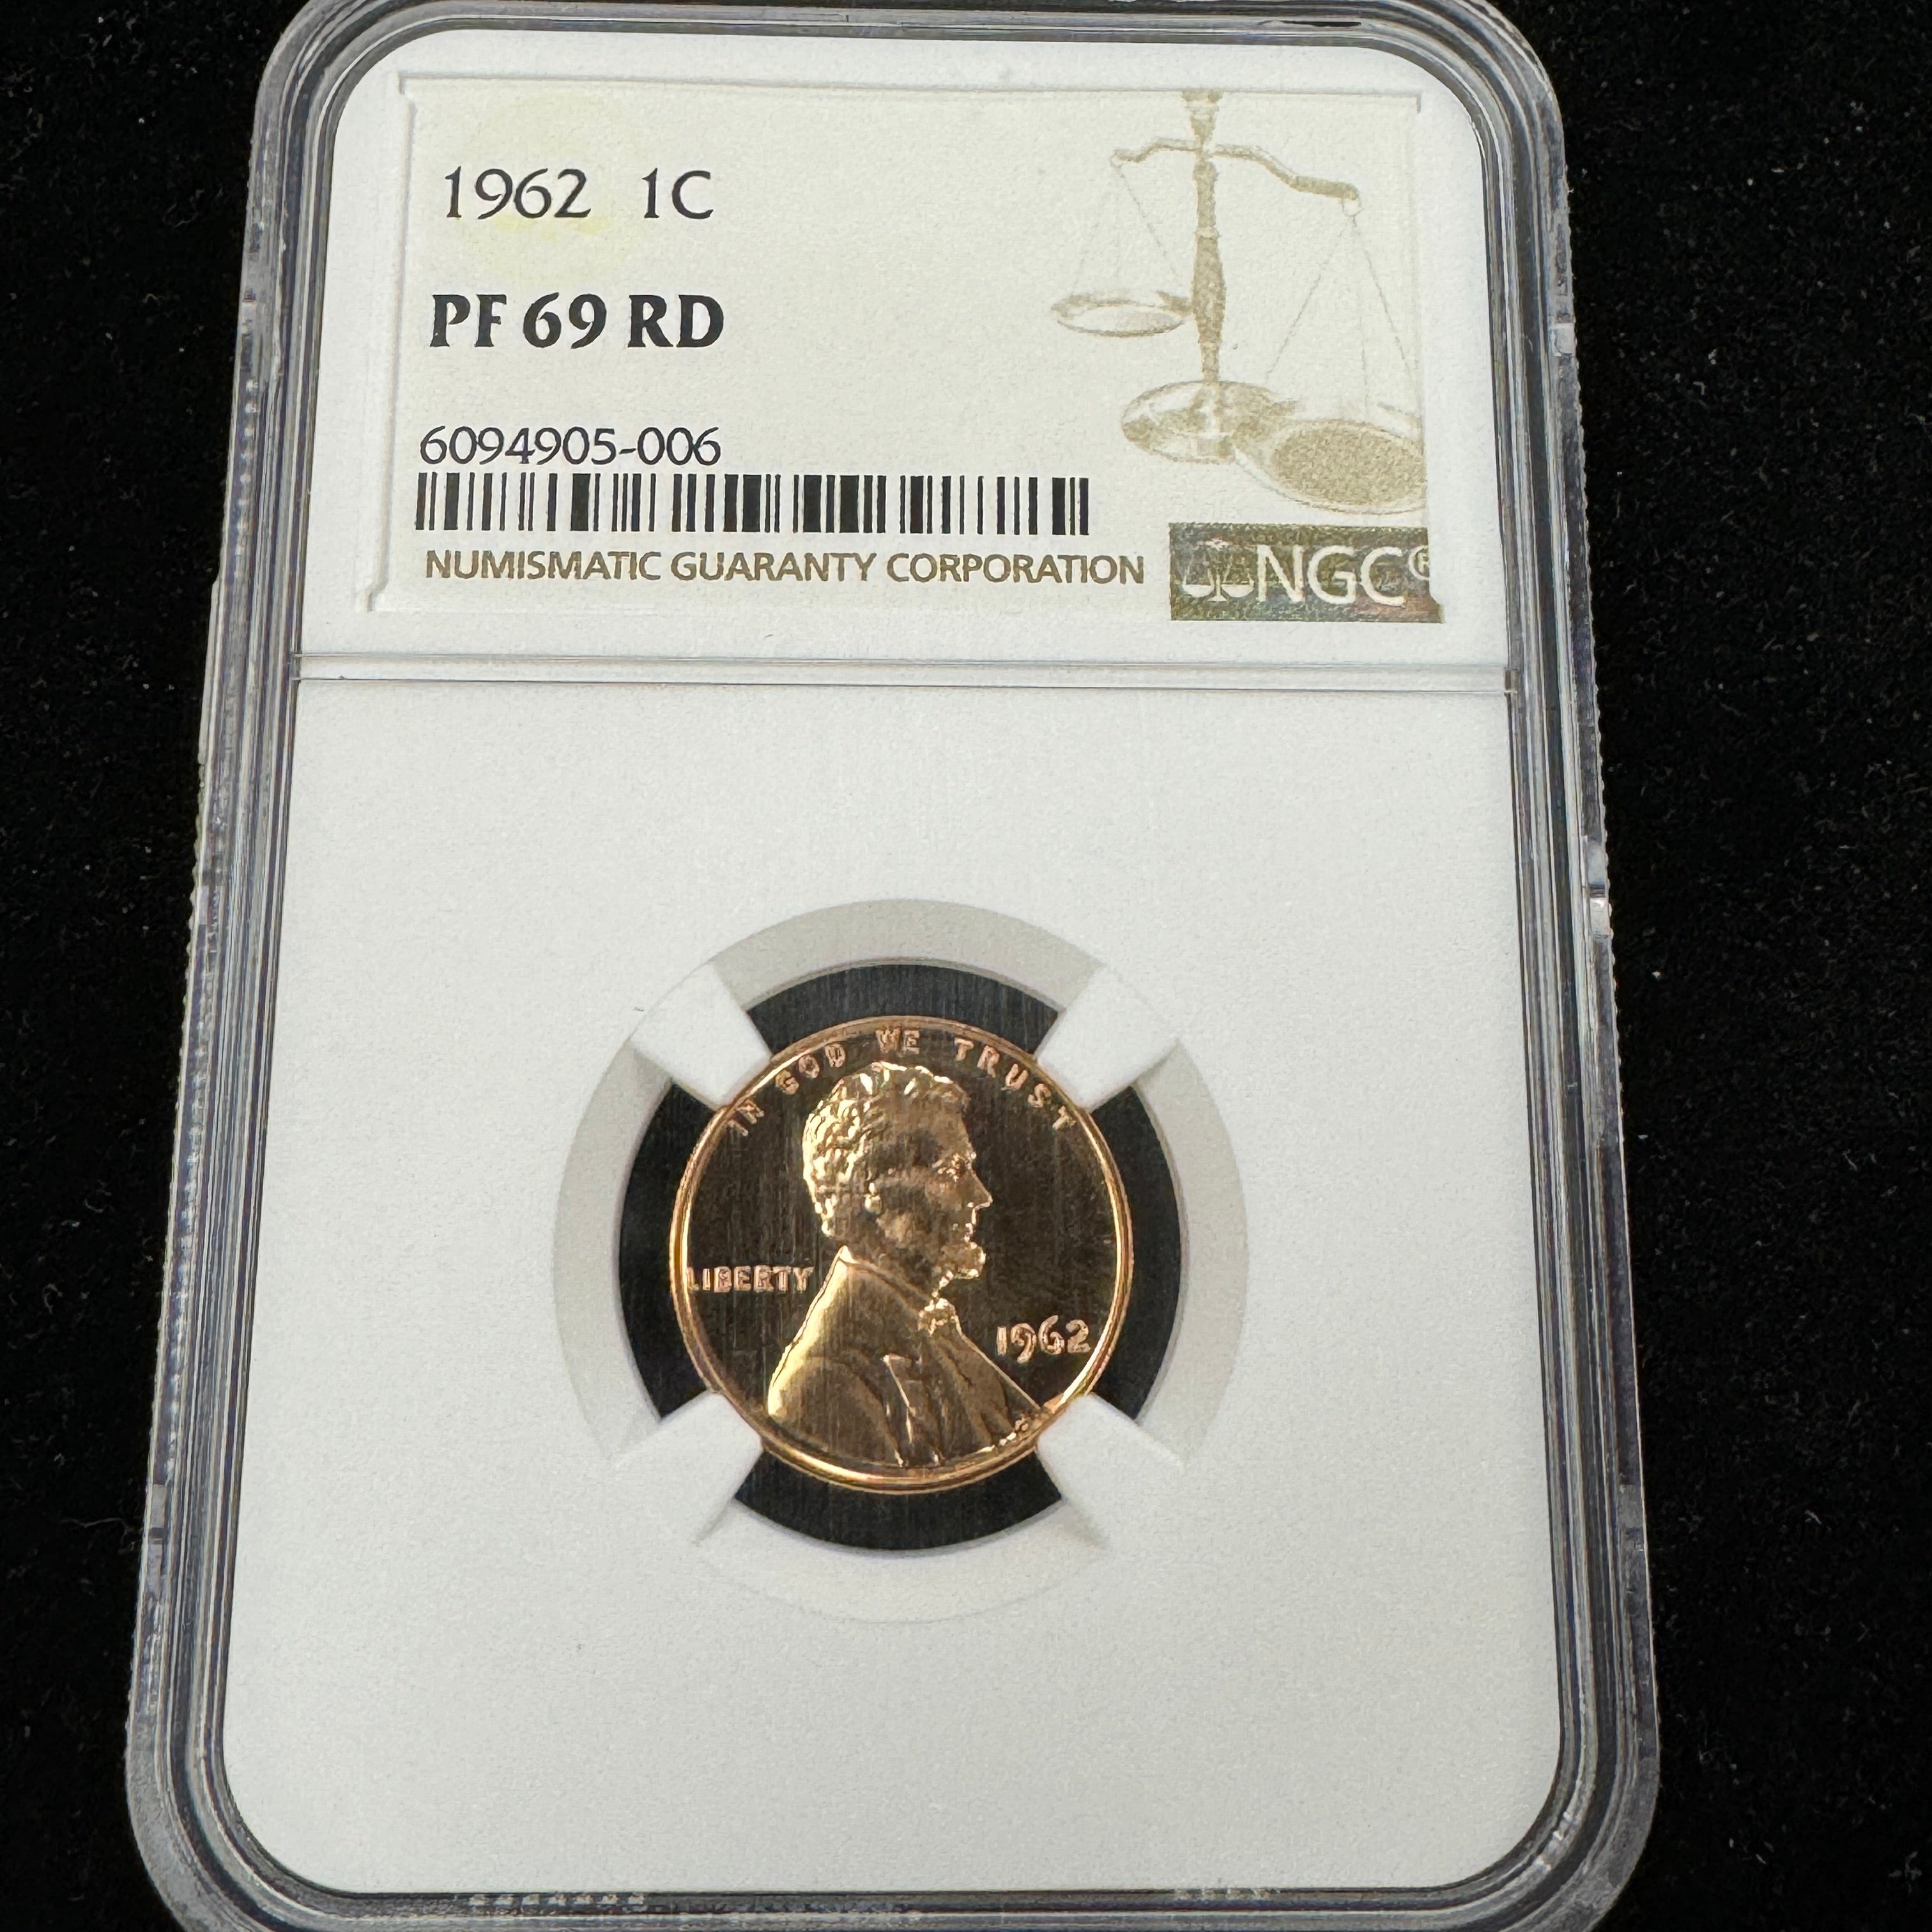 1962 1C
PF 69 RD
6094905-006
NUMISMATIC GUARANTY CORPORATION
NGC®
IN GOD WE TRUST
LIBERTY
1962